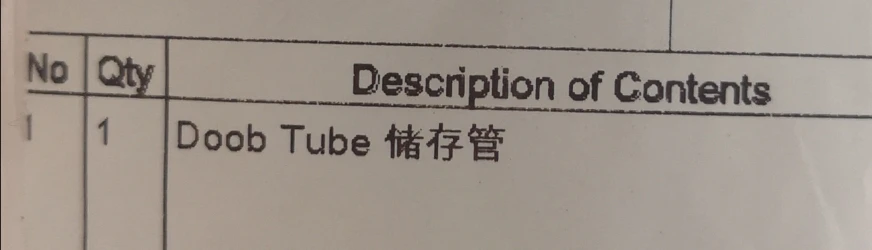 No Qty Description of Contents
1 1 Doob Tube 储存管